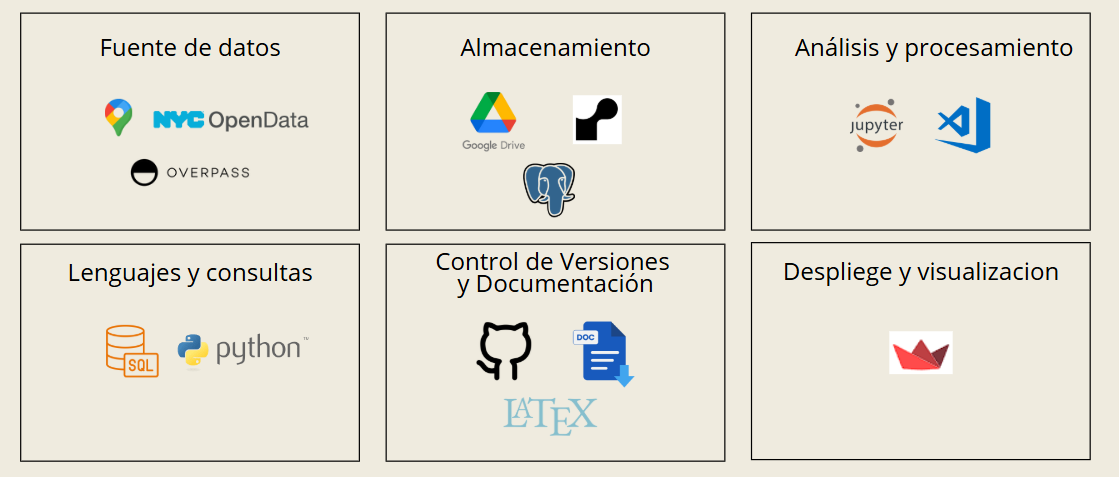 Fuente de datos
NYC OpenData
OVERPASS
Almacenamiento
Google Drive
Análisis y procesamiento
jupyter
Lenguajes y consultas
SQL
python™
Control de Versiones
y Documentación
DOC
LATEX
Despliege y visualizacion